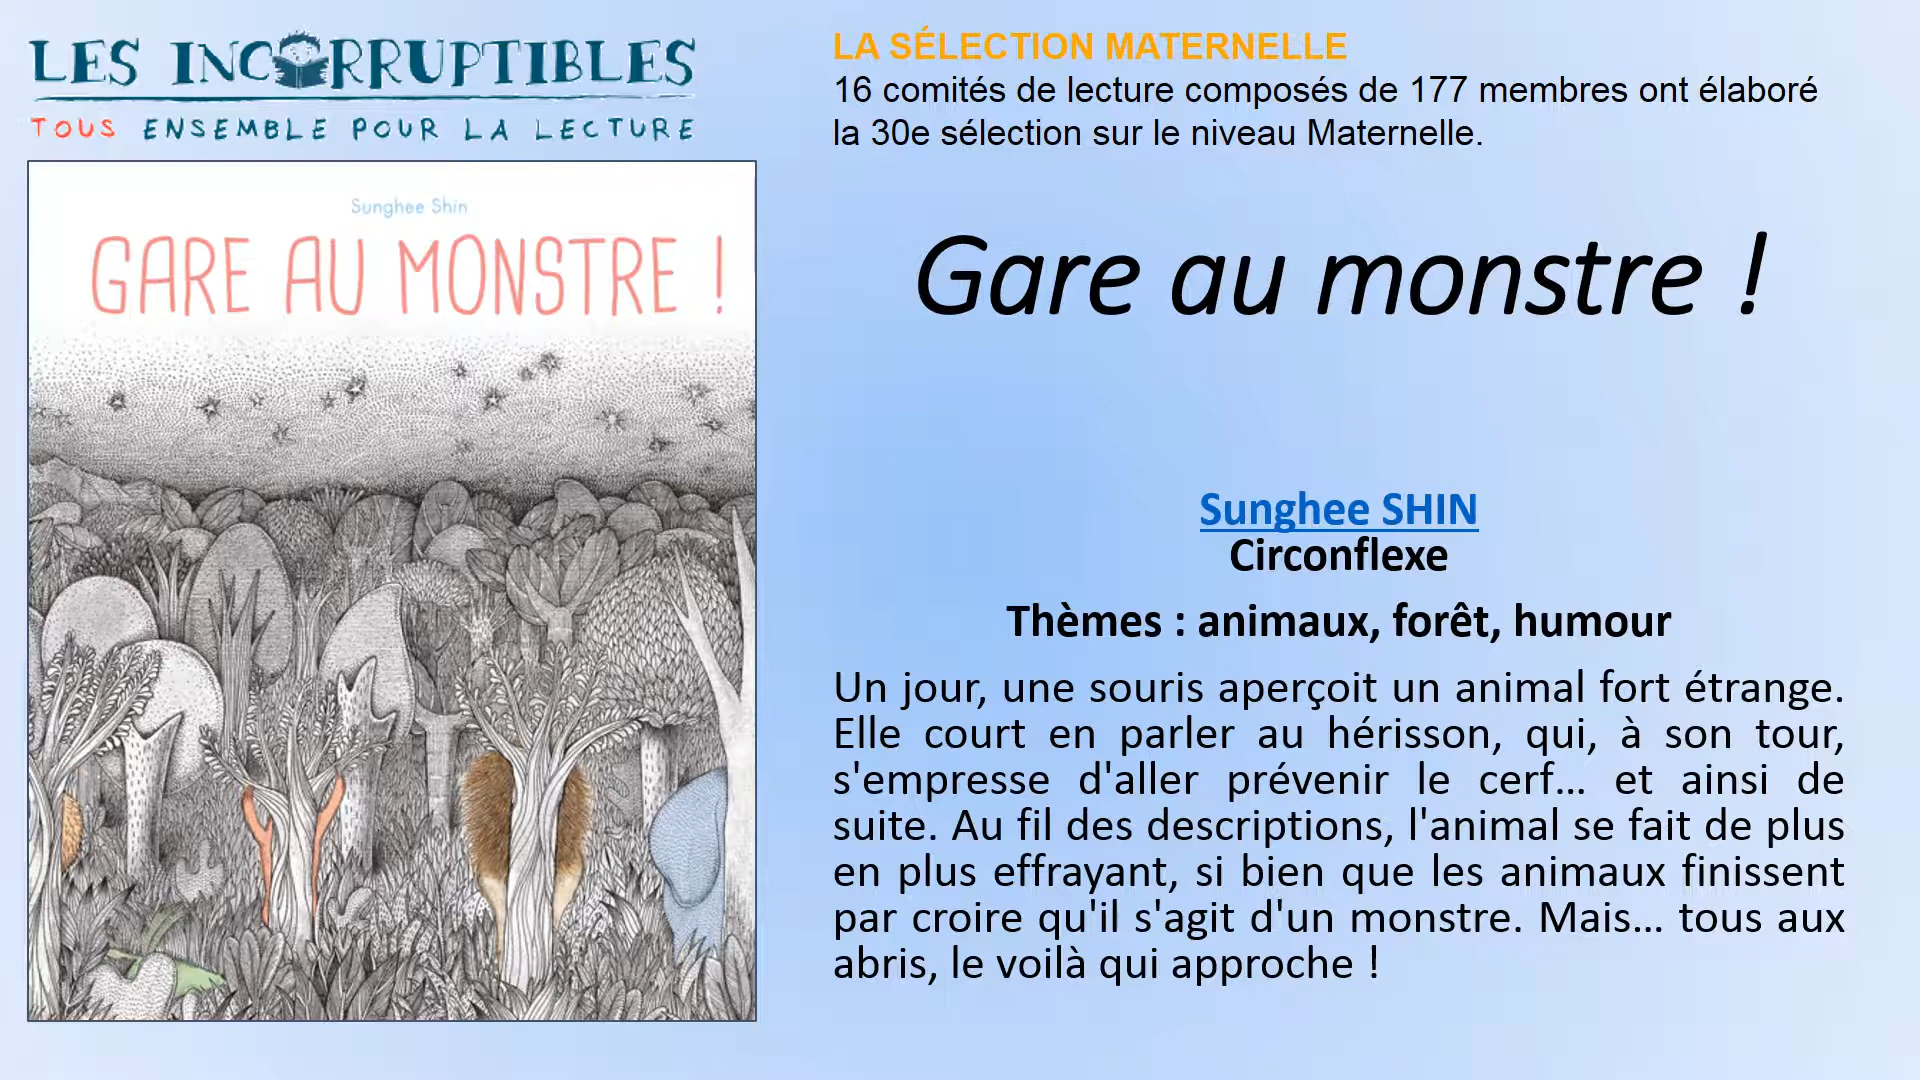 LES INCORRUPTIBLES
TOUS ENSEMBLE POUR LA LECTURE
Sunghee Shin
GARE AU MONSTRE !
LA SÉLECTION MATERNELLE
16 comités de lecture composés de 177 membres ont élaboré
la 30e sélection sur le niveau Maternelle.
Gare au monstre !
Sunghee SHIN
Circonflexe
Thèmes : animaux, forêt, humour
Un jour, une souris aperçoit un animal fort étrange.
Elle court en parler au hérisson, qui, à son tour,
s'empresse d'aller prévenir le cerf... et ainsi de
suite. Au fil des descriptions, l'animal se fait de plus
en plus effrayant, si bien que les animaux finissent
par croire qu'il s'agit d'un monstre. Mais... tous aux
abris, le voilà qui approche !